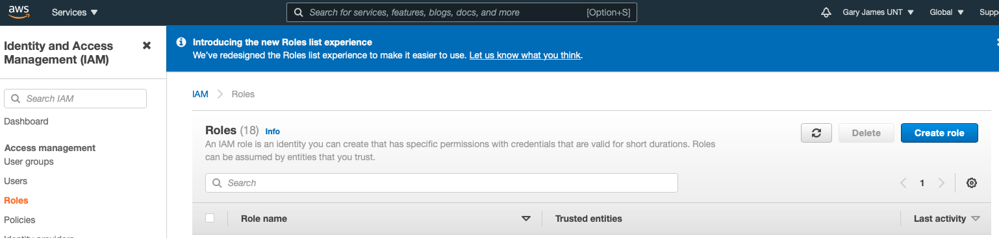 aws
Services
Search for services, features, blogs, docs, and more
[Option+S]
Gary James UNT
Global
Supp
Identity and Access
Management (IAM)
Search IAM
Dashboard
Access management
User groups
Users
Roles
Policies
Identity providers
Introducing the new Roles list experience
We've redesigned the Roles list experience to make it easier to use. Let us know what you think.
IAM
Roles
Roles (18) Info
An IAM role is an identity you can create that has specific permissions with credentials that are valid for short durations. Roles
can be assumed by entities that you trust.
Delete
Create role
Search
1
Role name
Trusted entities
Last activity